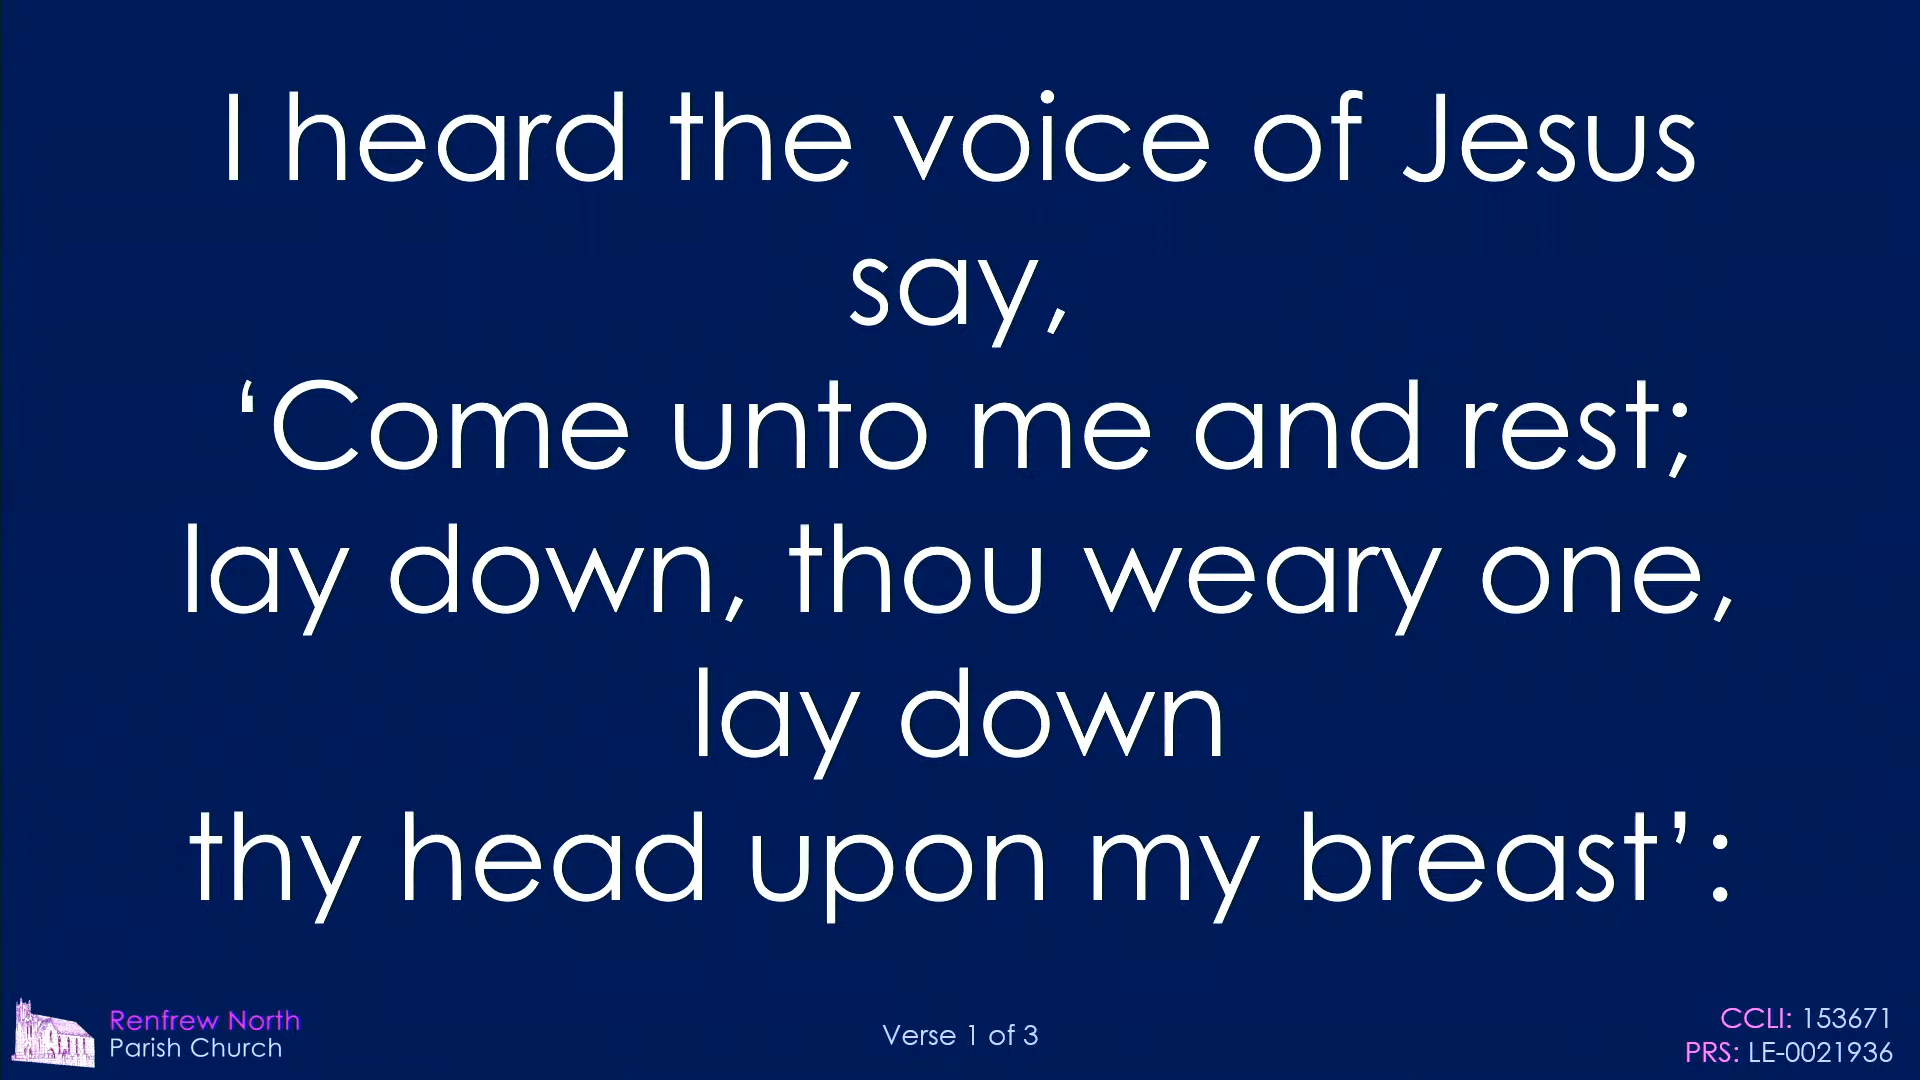 I heard the voice of Jesus
say,
‘Come unto me and rest;
lay down, thou weary one,
lay down
thy head upon my breast’:
Renfrew North
Parish Church
Verse 1 of 3
CCLI: 153671
PRS: LE-0021936